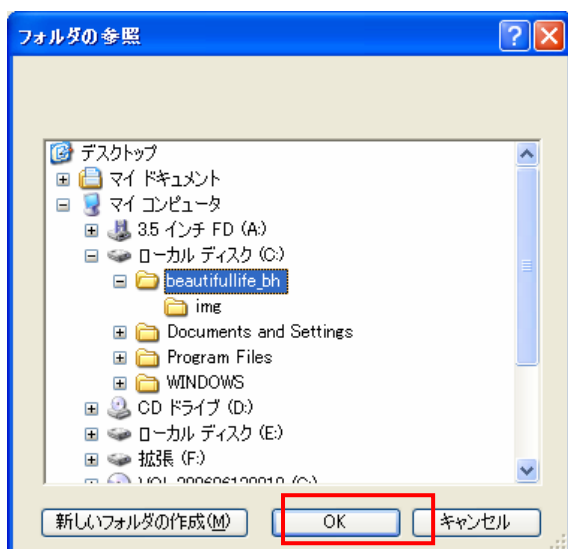 フォルダの参照
デスクトップ
マイ ドキュメント
マイ コンピュータ
3.5 インチ FD (A:)
ローカル ディスク (C:)
beautifullife_bh
img
Documents and Settings
Program Files
WINDOWS
CD ドライブ (D:)
ローカル ディスク (E:)
拡張 (F:)
新しいフォルダの作成(M) OK キャンセル